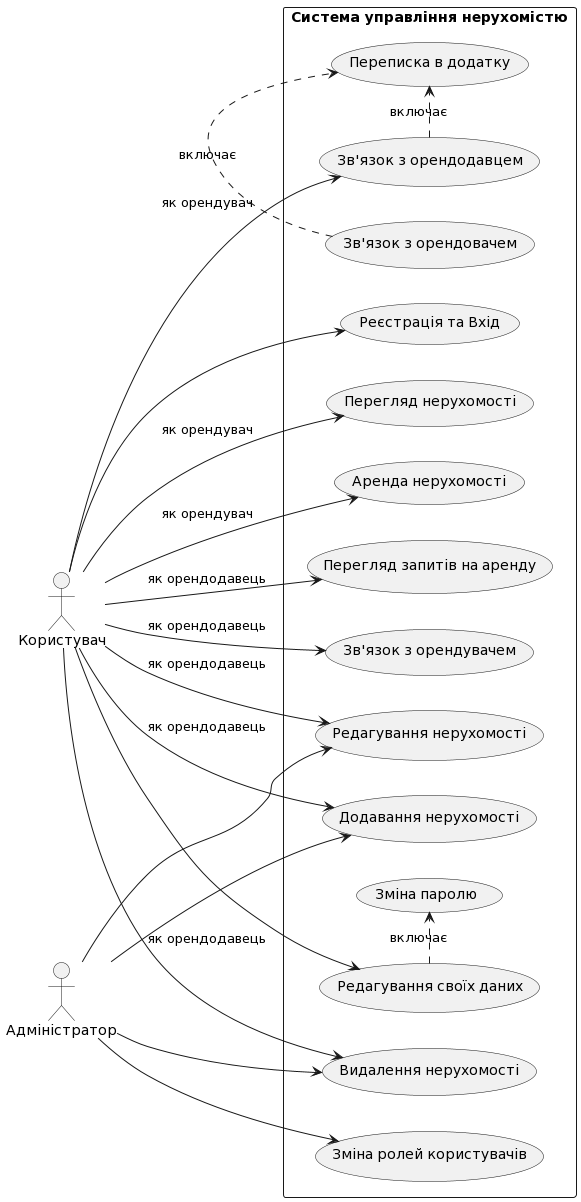 Система управління нерухомістю
Переписка в додатку
включає
Зв'язок з орендодавцем
включає
як орендувач
Зв'язок з орендовачем
Реєстрація та Вхід
Перегляд нерухомості
як орендувач
Аренда нерухомості
як орендувач
Перегляд запитів на аренду
як орендодавець
Користувач
як орендодавець
Зв'язок з орендувачем
як орендодавець
Редагування нерухомості
як орендодавець
Додавання нерухомості
Зміна паролю
включає
як орендодавець
Редагування своїх даних
Адміністратор
Видалення нерухомості
Зміна ролей користувачів